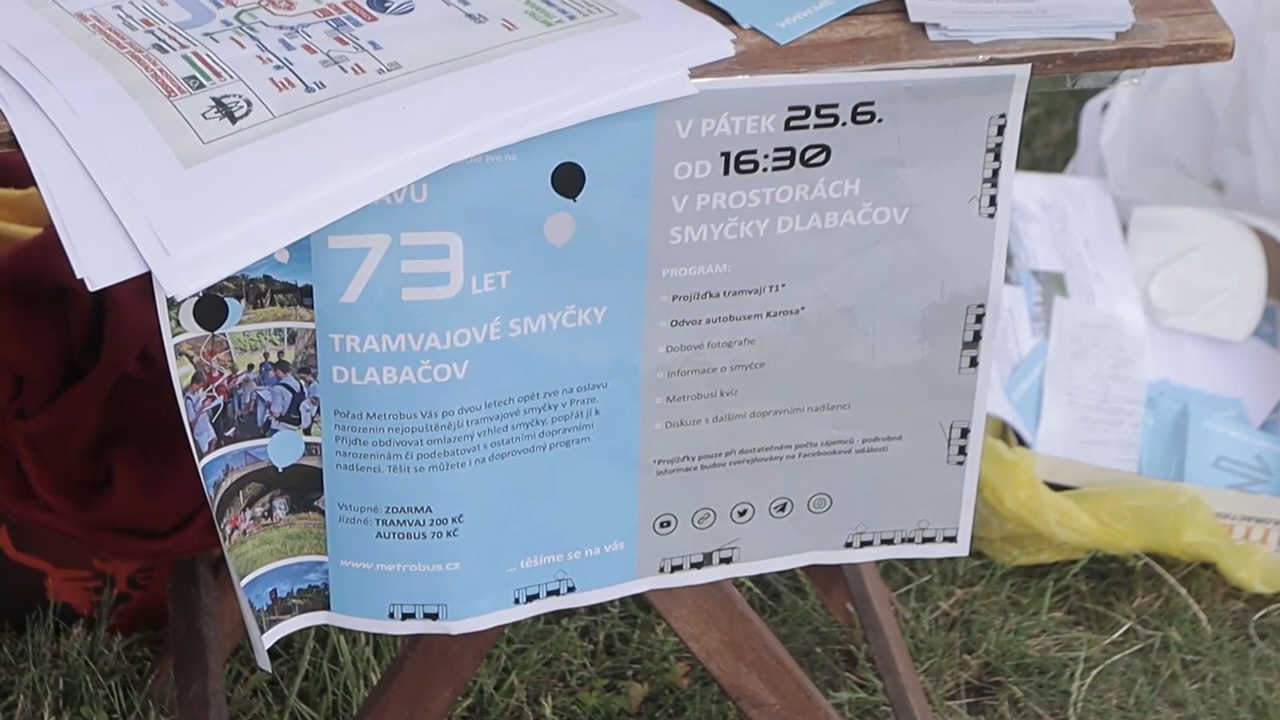 zve na
AVU
73 LET
TRAMVAJOVÉ SMYČKY
DLABAČOV
Pořad Metrobus Vás po dvou letech opět zve na oslavu
narozenin nejopuštěnější tramvajové smyčky v Praze.
Přijďte obdivovat omlazený vzhled smyčky, popřát jí k
narozeninám či podebatovat s ostatními dopravními
nadšenci. Těšit se můžete i na doprovodný program.
Vstupné: ZDARMA
Jízdné: TRAMVAJ 200 KČ
AUTOBUS 70 KČ
www.metrobus.cz
... těšíme se na vás
V PÁTEK 25.6.
OD 16:30
V PROSTORÁCH
SMYČKY DLABAČOV
PROGRAM:
Projížďka tramvají T1*
Odvoz autobusem Karosa*
Dobové fotografie
Informace o smyčce
Metrobusí kvíz
Diskuze s dalšími dopravními nadšenci
*Projížďky pouze při dostatečném počtu zájemců - podrobné
informace budou zveřejňovány na Facebookové události